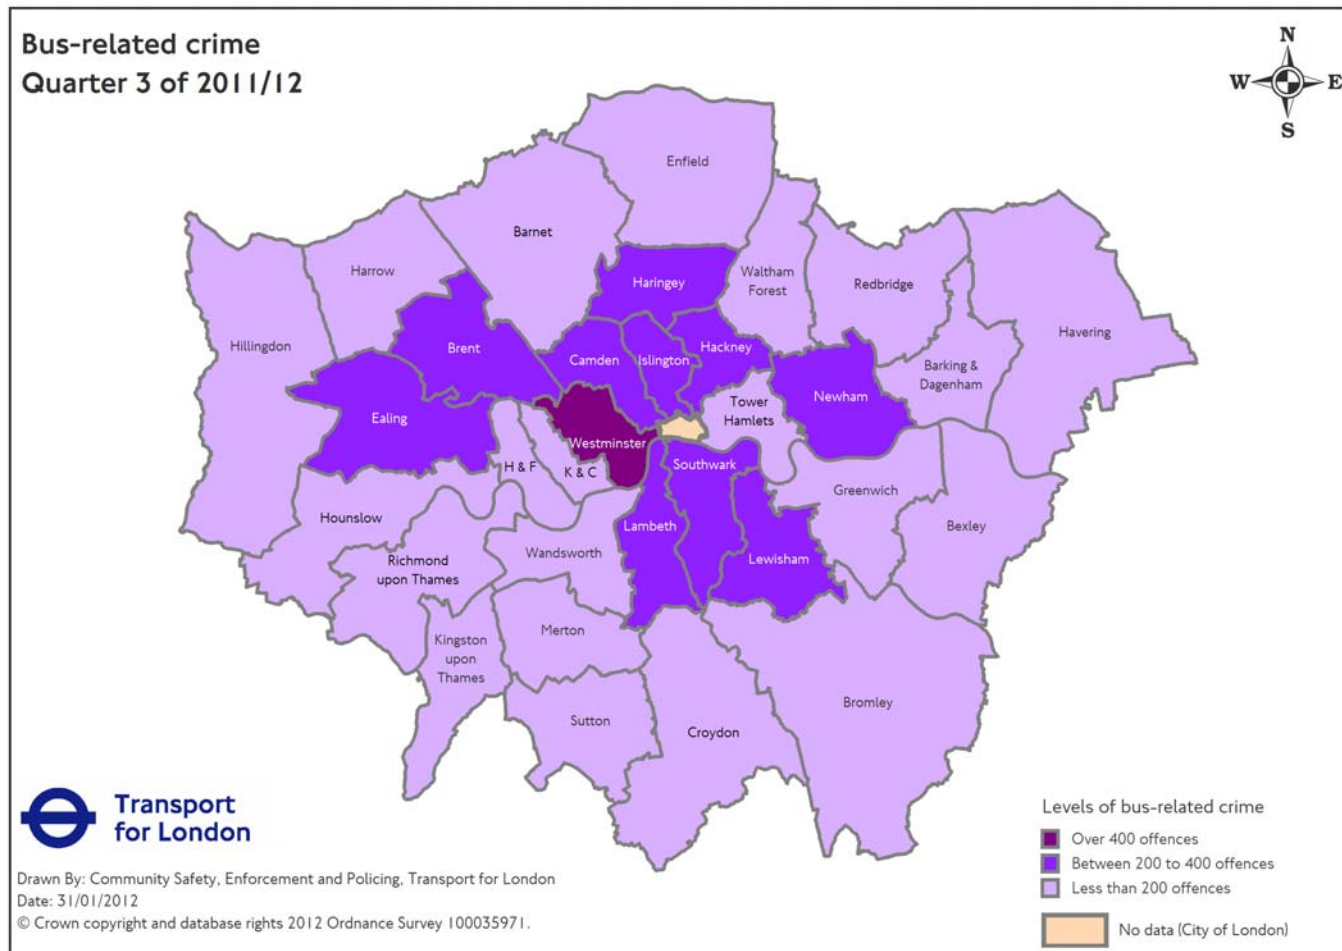 Bus-related crime
Quarter 3 of 2011/12
N
W
E
S
Enfield
Barnet
Harrow
Haringey
Waltham
Forest
Redbridge
Havering
Hillingdon
Brent
Camden
Islington
Hackney
Barking &
Dagenham
Ealing
Tower
Hamlets
Newham
Westminster
H & F
K & C
Southwark
Greenwich
Hounslow
Lambeth
Bexley
Richmond
upon Thames
Wandsworth
Lewisham
Kingston
upon
Thames
Merton
Sutton
Croydon
Bromley
Transport
for London
Levels of bus-related crime
Over 400 offences
Between 200 to 400 offences
Less than 200 offences
No data (City of London)
Drawn By: Community Safety, Enforcement and Policing, Transport for London
Date: 31/01/2012
© Crown copyright and database rights 2012 Ordnance Survey 100035971.